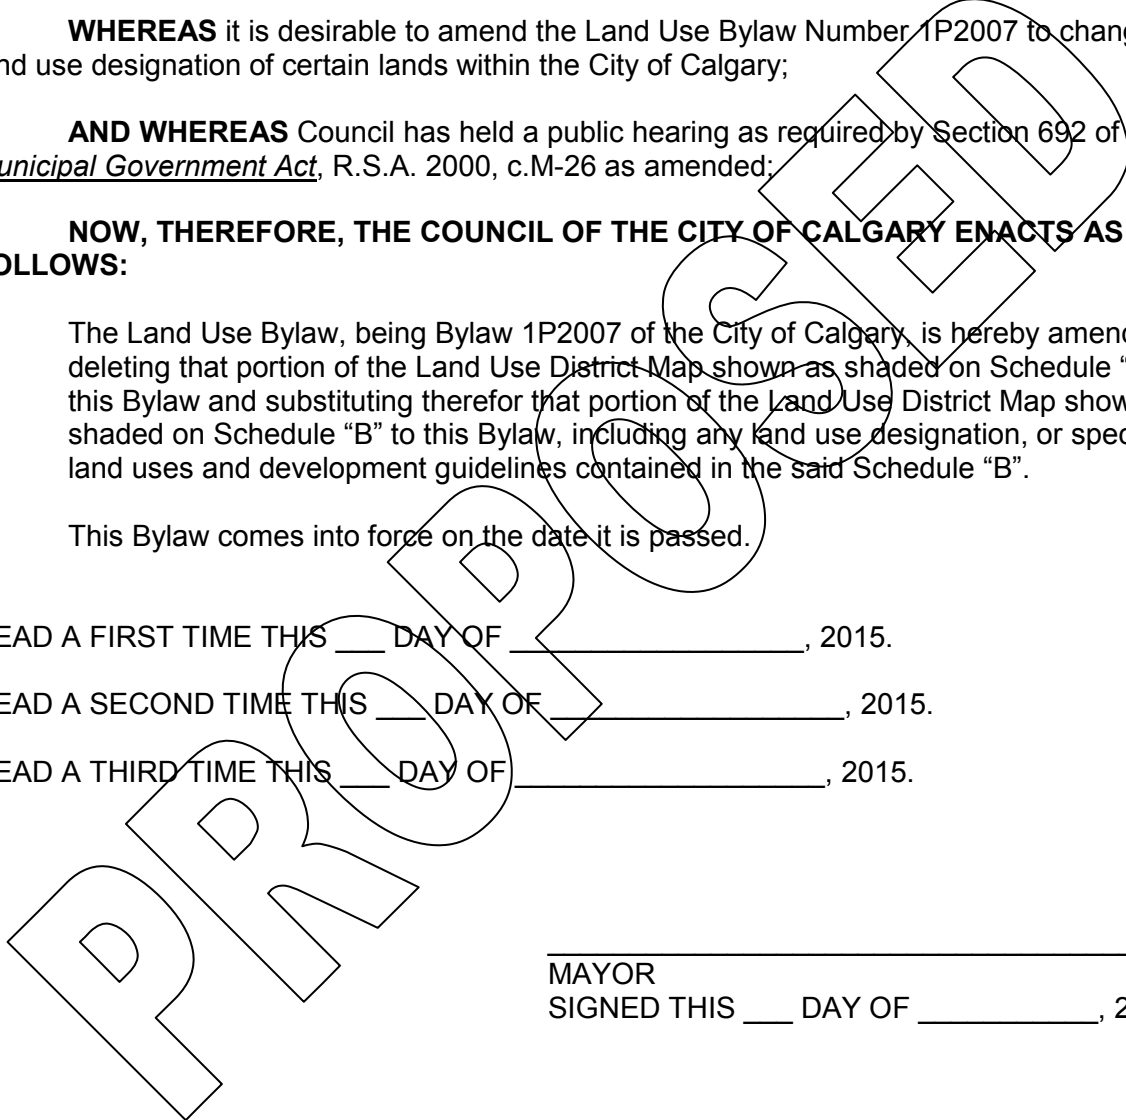 WHEREAS it is desirable to amend the Land Use Bylaw Number 1P2007 to chang
nd use designation of certain lands within the City of Calgary;
AND WHEREAS Council has held a public hearing as required by Section 692 of
unicipal Government Act, R.S.A. 2000, c.M-26 as amended;
NOW, THEREFORE, THE COUNCIL OF THE CITY OF CALGARY ENACTS AS
OLLOWS:
The Land Use Bylaw, being Bylaw 1P2007 of the City of Calgary, is hereby amend
deleting that portion of the Land Use District Map shown as shaded on Schedule “
this Bylaw and substituting therefor that portion of the Land Use District Map show
shaded on Schedule “B” to this Bylaw, including any land use designation, or spec
land uses and development guidelines contained in the said Schedule “B”.
This Bylaw comes into force on the date it is passed.
EAD A FIRST TIME THIS ___ DAY OF __________________, 2015.
EAD A SECOND TIME THIS ___ DAY OF __________________, 2015.
EAD A THIRD TIME THIS ___ DAY OF ___________________, 2015.
MAYOR
SIGNED THIS ___ DAY OF ___________, 2
PROPOSED